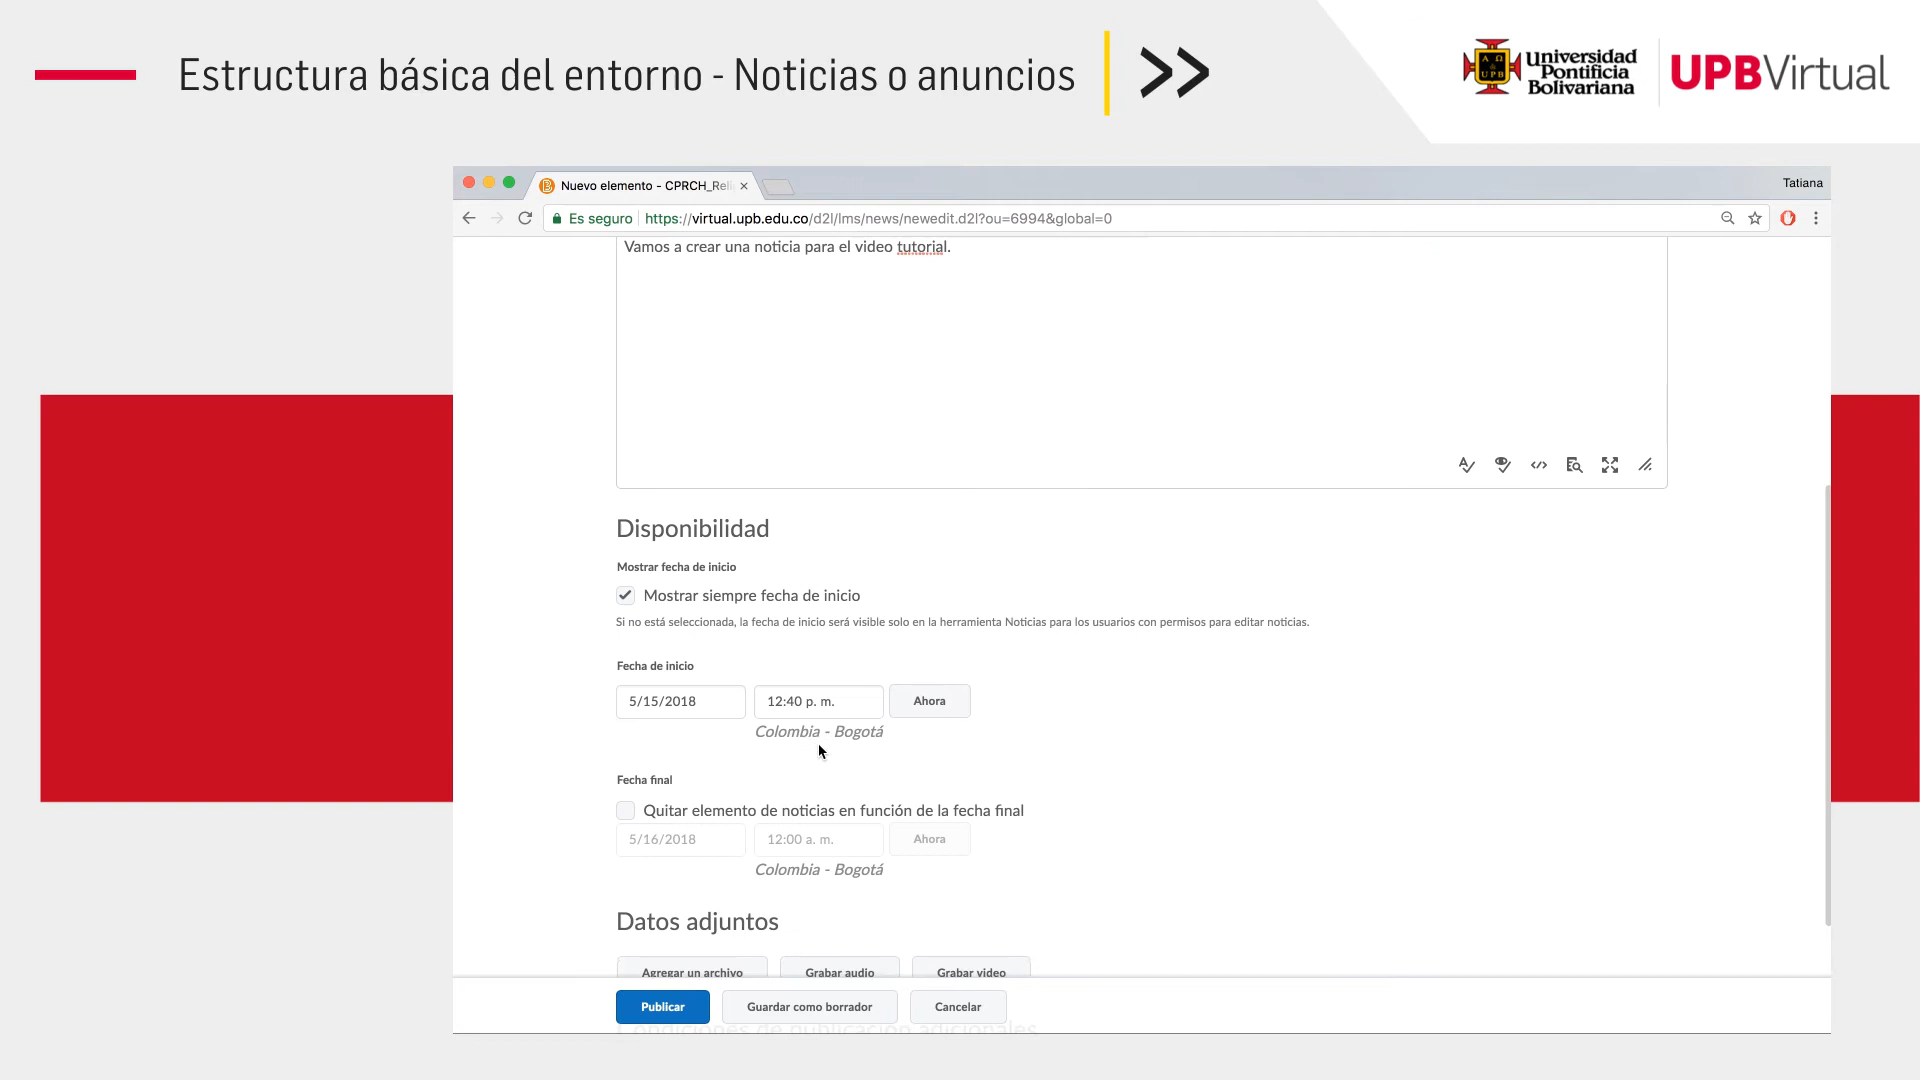 Estructura básica del entorno - Noticias o anuncios
Universidad
Pontificia
Bolivariana
UPBVirtual
A Ω
UPB
Nuevo elemento - CPRCH_Reli
Tatiana
Es seguro
https://virtual.upb.edu.co/d2l/lms/news/newedit.d2l?ou=6994&global=0
Vamos a crear una noticia para el video tutorial.
Disponibilidad
Mostrar fecha de inicio
Mostrar siempre fecha de inicio
Si no está seleccionada, la fecha de inicio será visible solo en la herramienta Noticias para los usuarios con permisos para editar noticias.
Fecha de inicio
5/15/2018 12:40 p. m. Ahora
Colombia - Bogotá
Fecha final
Quitar elemento de noticias en función de la fecha final
5/16/2018 12:00 a. m. Ahora
Colombia - Bogotá
Datos adjuntos
Agregar un archivo Grabar audio Grabar video
Publicar Guardar como borrador Cancelar
Condiciones de publicación adicionales